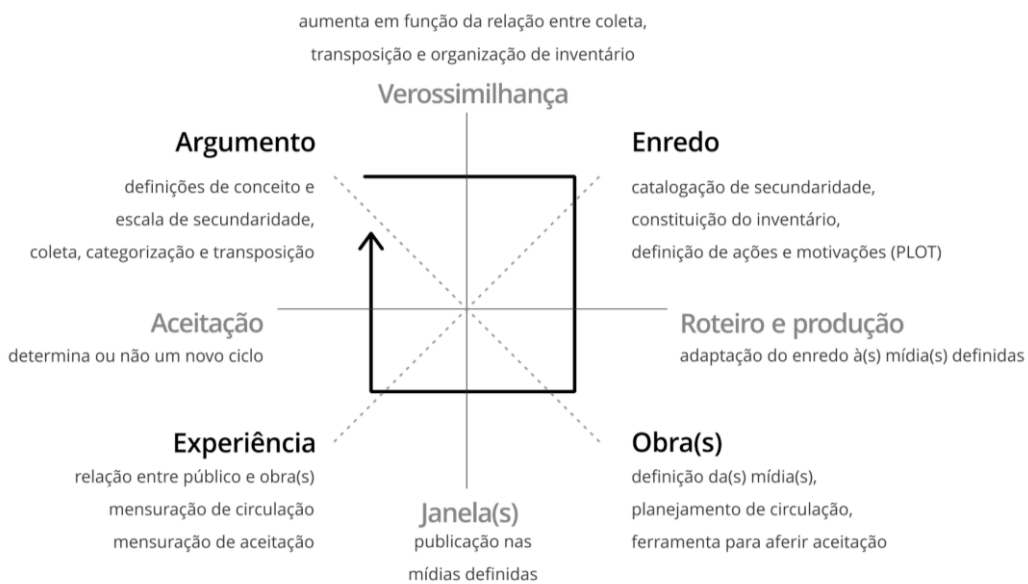 aumenta em função da relação entre coleta,
transposição e organização de inventário
Verossimilhança
Argumento
definições de conceito e
escala de secundaridade,
coleta, categorização e transposição
Enredo
catalogação de secundaridade,
constituição do inventário,
definição de ações e motivações (PLOT)
Aceitação
determina ou não um novo ciclo
Roteiro e produção
adaptação do enredo à(s) mídia(s) definidas
Experiência
relação entre público e obra(s)
mensuração de circulação
mensuração de aceitação
Janela(s)
publicação nas
mídias definidas
Obra(s)
definição da(s) mídia(s),
planejamento de circulação,
ferramenta para aferir aceitação